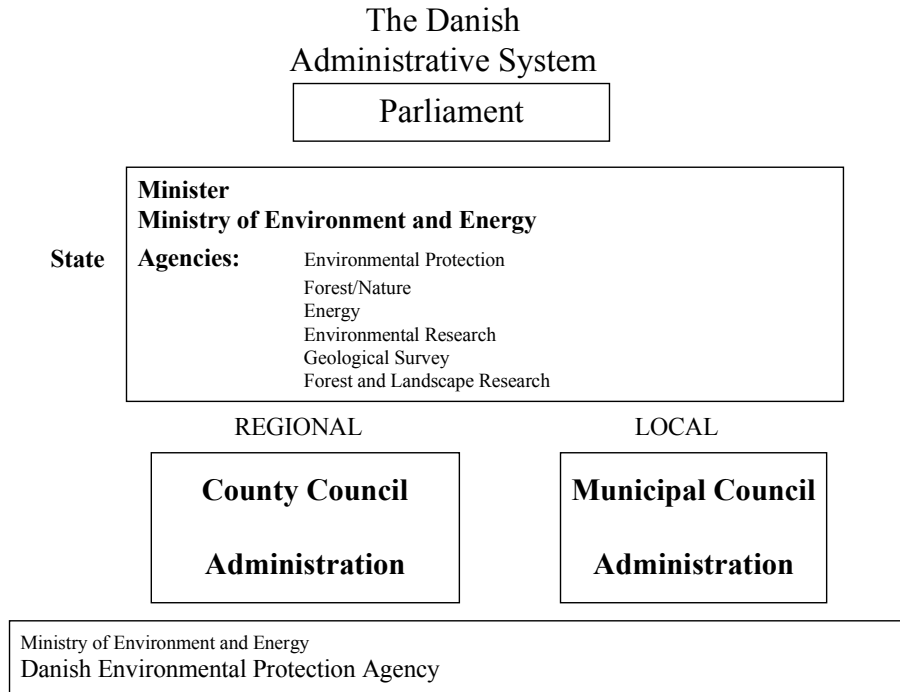 The Danish
Administrative System
Parliament
Minister
Ministry of Environment and Energy
State
Agencies: Environmental Protection
Forest/Nature
Energy
Environmental Research
Geological Survey
Forest and Landscape Research
REGIONAL
LOCAL
County Council
Administration
Municipal Council
Administration
Ministry of Environment and Energy
Danish Environmental Protection Agency